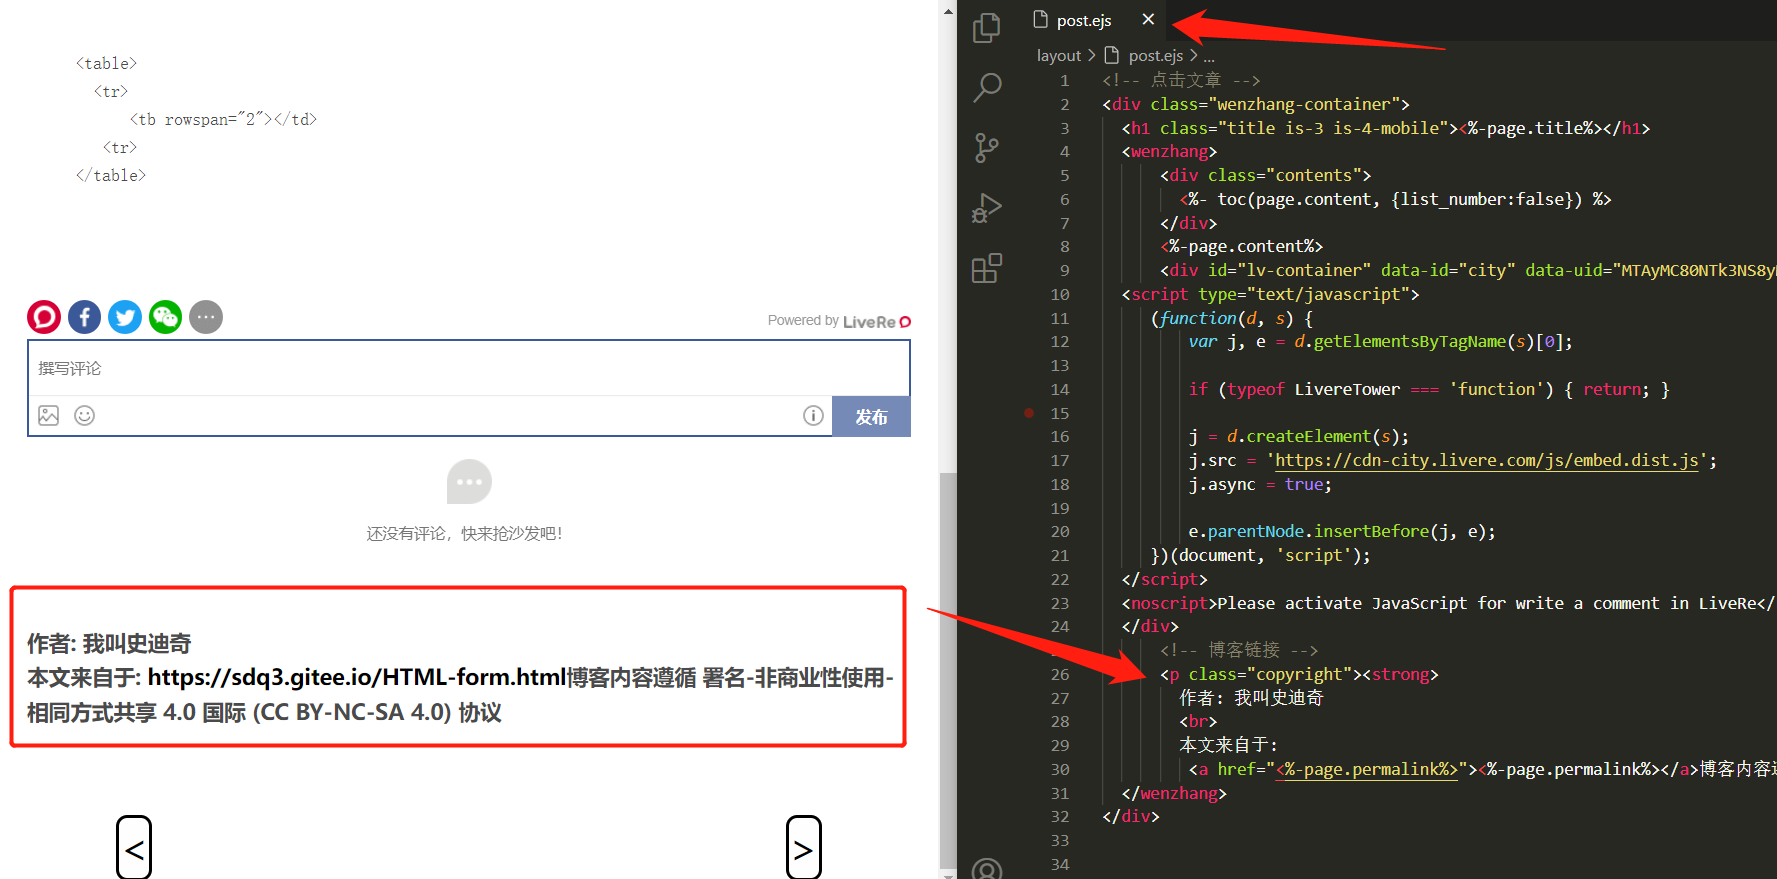 <table>
<tr>
<tb rowspan="2"></td>
<tr>
</table>
Powered by LiveRe
撰写评论
发布
还没有评论，快来抢沙发吧！
作者: 我叫史迪奇
本文来自于: https://sdq3.gitee.io/HTML-form.html博客内容遵循 署名-非商业性使用-
相同方式共享 4.0 国际 (CC BY-NC-SA 4.0) 协议
<
>
post.ejs ×
layout > post.ejs > ...
1 <!-- 点击文章 -->
2 <div class="wenzhang-container">
3 <h1 class="title is-3 is-4-mobile"><%-page.title%></h1>
4 <wenzhang>
5 <div class="contents">
6 <%- toc(page.content, {list_number:false}) %>
7 </div>
8 <%-page.content%>
9 <div id="lv-container" data-id="city" data-uid="MTAyMC80NTk3NS8y
10 <script type="text/javascript">
11 (function(d, s) {
12 var j, e = d.getElementsByTagName(s)[0];
13
14 if (typeof LivereTower === 'function') { return; }
15
16 j = d.createElement(s);
17 j.src = 'https://cdn-city.livere.com/js/embed.dist.js';
18 j.async = true;
19
20 e.parentNode.insertBefore(j, e);
21 })(document, 'script');
22 </script>
23 <noscript>Please activate JavaScript for write a comment in LiveRe</
24 </div>
<!-- 博客链接 -->
26 <p class="copyright"><strong>
27 作者: 我叫史迪奇
28 <br>
29 本文来自于:
30 <a href="<%-page.permalink%>"><%-page.permalink%></a>博客内容
31 </wenzhang>
32 </div>
33
34